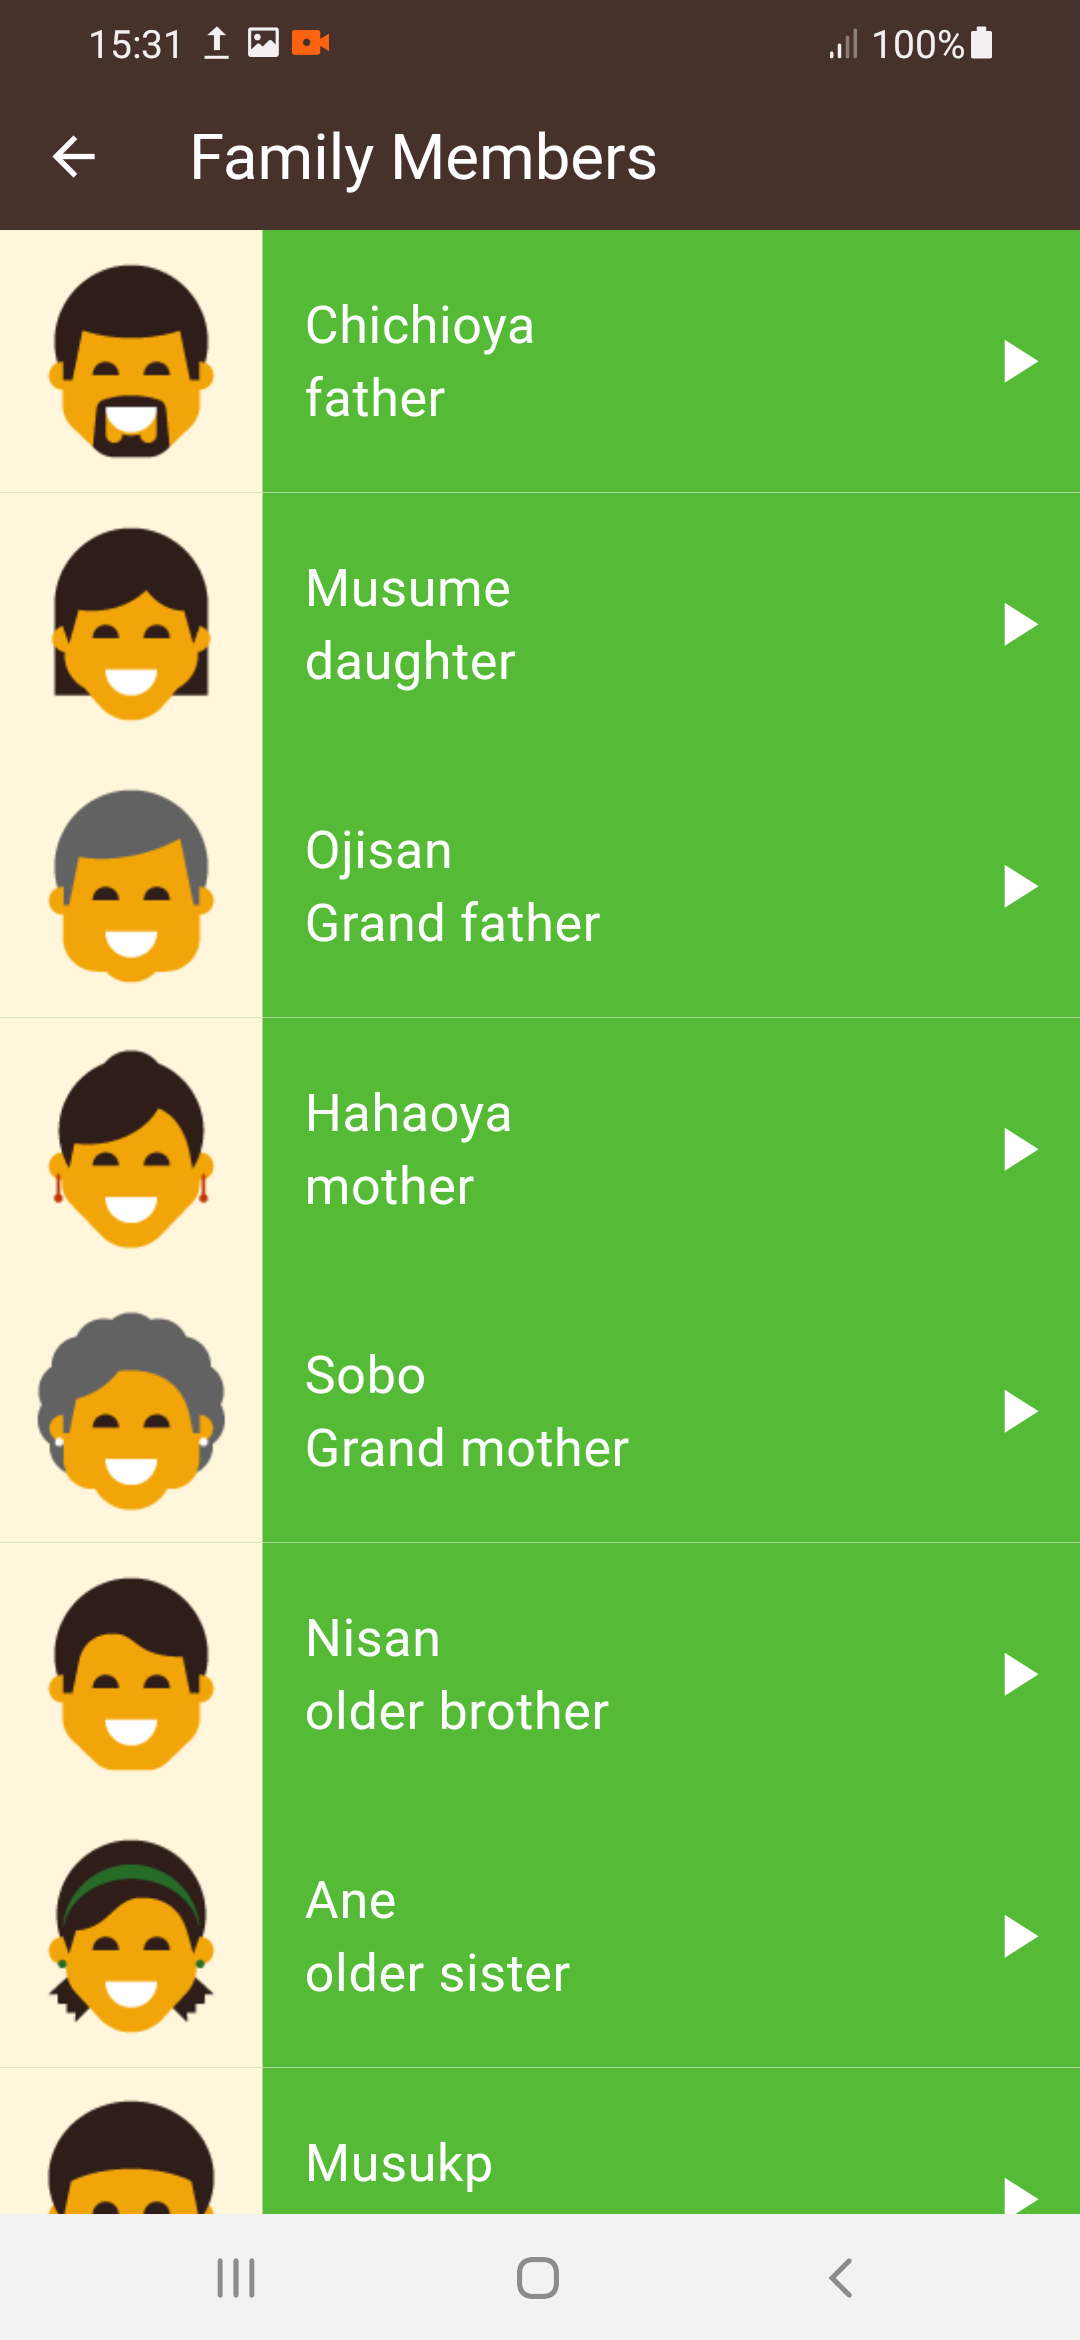 15:31
100%
Family Members
Chichioya
father
Musume
daughter
Ojisan
Grand father
Hahaoya
mother
Sobo
Grand mother
Nisan
older brother
Ane
older sister
Musukp